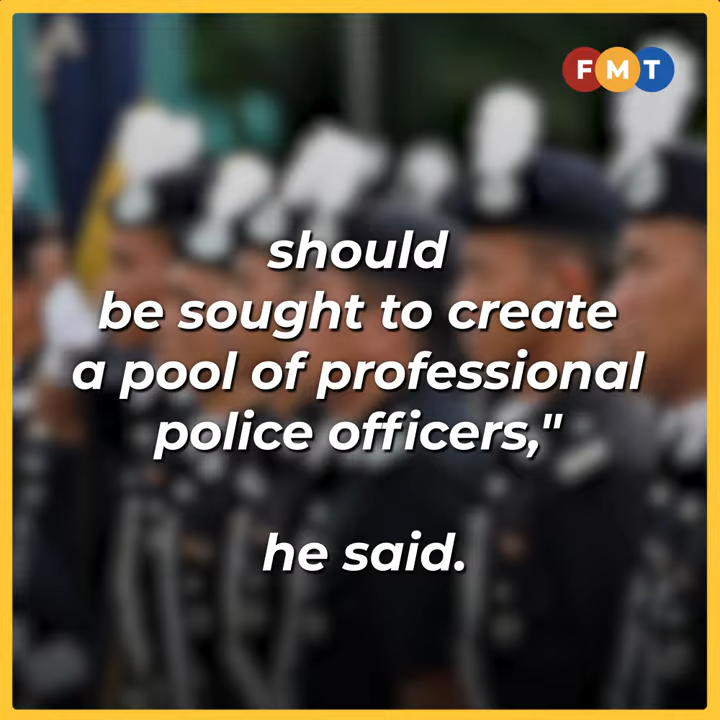 FMT
should
be sought to create
a pool of professional
police officers,"
he said.